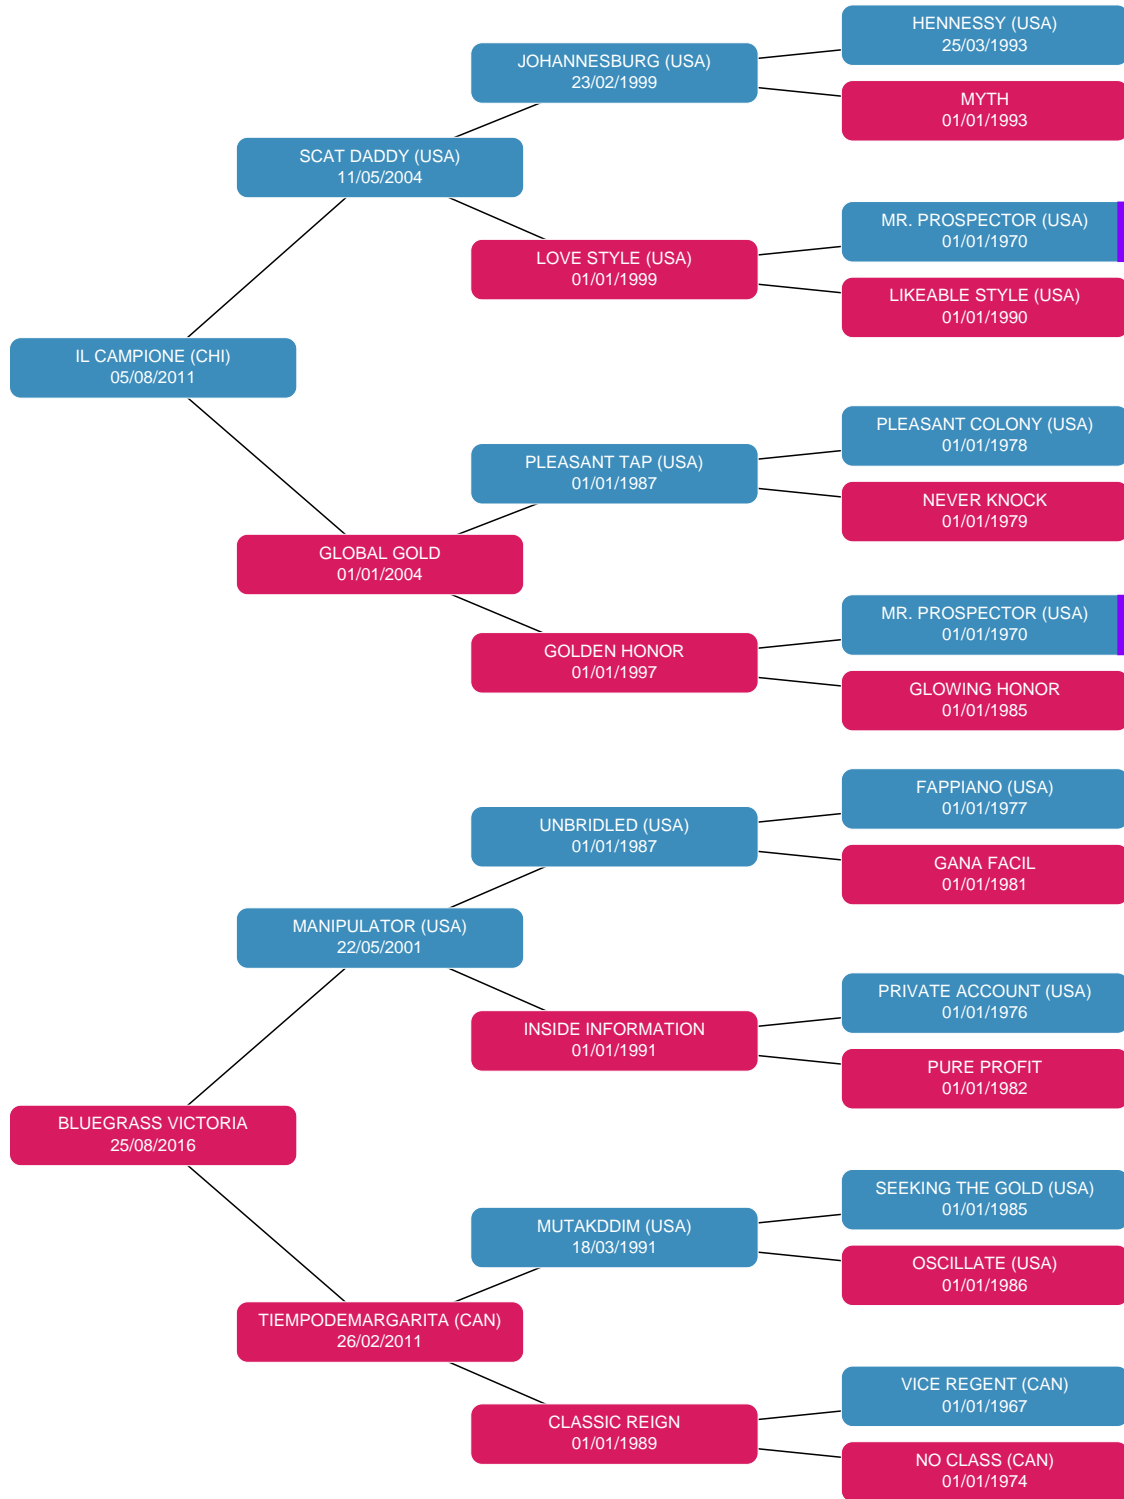 HENNESSY (USA)
25/03/1993
JOHANNESBURG (USA)
23/02/1999
MYTH
01/01/1993
SCAT DADDY (USA)
11/05/2004
MR. PROSPECTOR (USA)
01/01/1970
LOVE STYLE (USA)
01/01/1999
LIKEABLE STYLE (USA)
01/01/1990
IL CAMPIONE (CHI)
05/08/2011
PLEASANT COLONY (USA)
01/01/1978
PLEASANT TAP (USA)
01/01/1987
NEVER KNOCK
01/01/1979
GLOBAL GOLD
01/01/2004
MR. PROSPECTOR (USA)
01/01/1970
GOLDEN HONOR
01/01/1997
GLOWING HONOR
01/01/1985
FAPPIANO (USA)
01/01/1977
UNBRIDLED (USA)
01/01/1987
GANA FACIL
01/01/1981
MANIPULATOR (USA)
22/05/2001
PRIVATE ACCOUNT (USA)
01/01/1976
INSIDE INFORMATION
01/01/1991
PURE PROFIT
01/01/1982
BLUEGRASS VICTORIA
25/08/2016
SEEKING THE GOLD (USA)
01/01/1985
MUTAKDDIM (USA)
18/03/1991
OSCILLATE (USA)
01/01/1986
TIEMPODEMARGARITA (CAN)
26/02/2011
VICE REGENT (CAN)
01/01/1967
CLASSIC REIGN
01/01/1989
NO CLASS (CAN)
01/01/1974